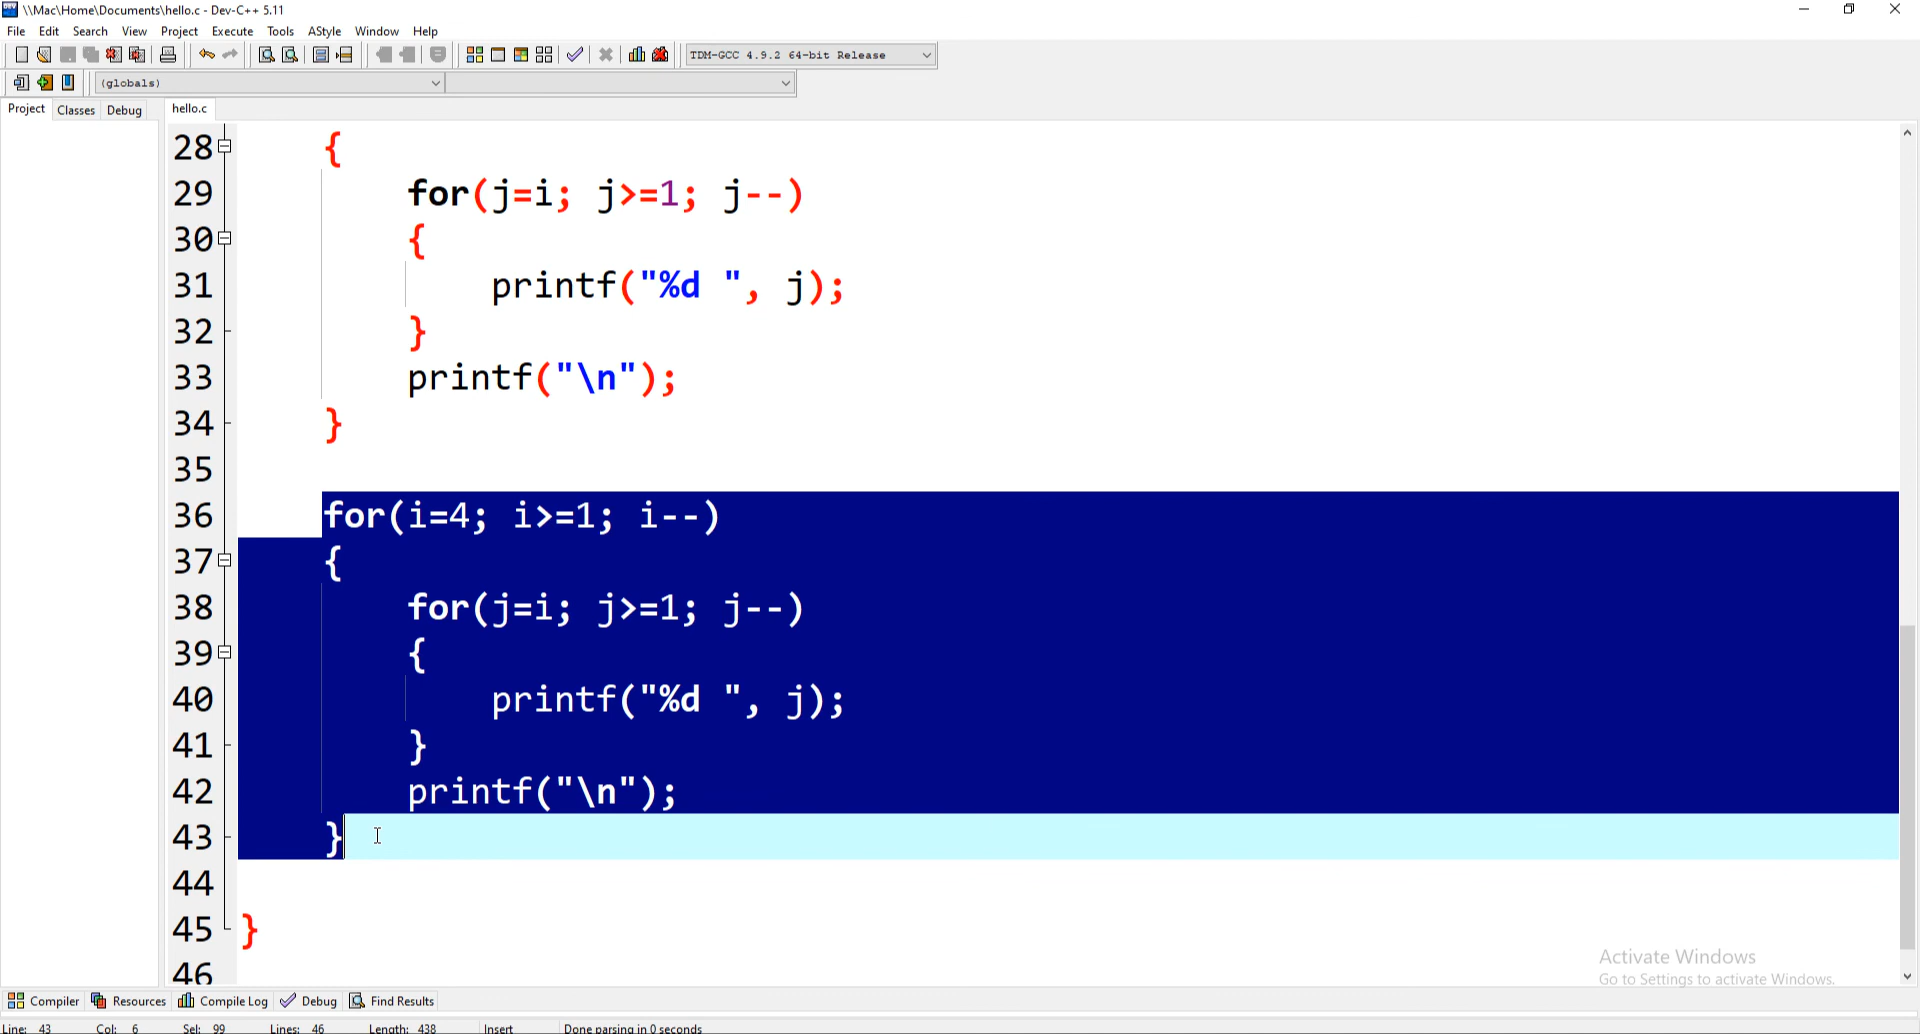 \\Mac\Home\Documents\hello.c - Dev-C++ 5.11
File Edit Search View Project Execute Tools AStyle Window Help
TDM-GCC 4.9.2 64-bit Release
(globals)
Project Classes Debug hello.c
28 {
29 for(j=i; j>=1; j--)
30 {
31 printf("%d ", j);
32 }
33 printf("\n");
34 }
35
36 for(i=4; i>=1; i--)
37 {
38 for(j=i; j>=1; j--)
39 {
40 printf("%d ", j);
41 }
42 printf("\n");
43 }
44
45 }
46
Activate Windows
Go to Settings to activate Windows.
Compiler Resources Compile Log Debug Find Results
Line: 43 Col: 6 Sel: 99 Lines: 46 Length: 438 Insert Done parsing in 0 seconds